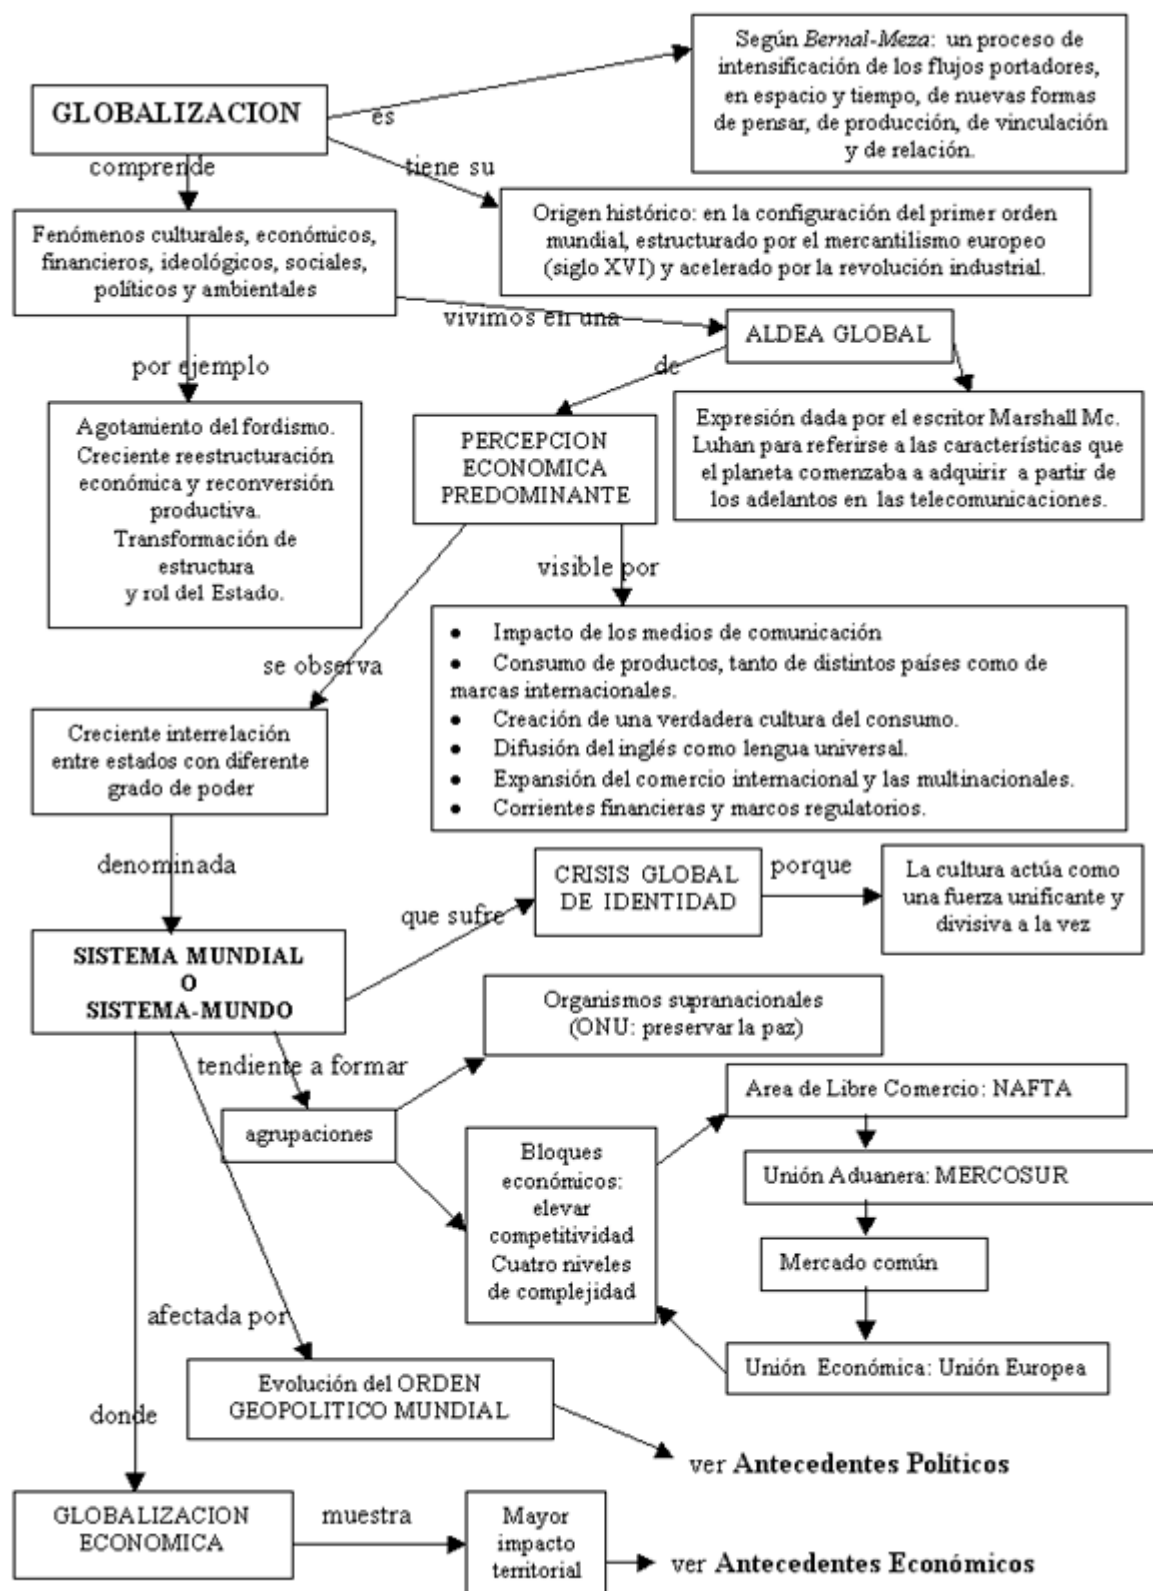 Según Bernal-Meza: un proceso de
intensificación de los flujos portadores,
en espacio y tiempo, de nuevas formas
de pensar, de producción, de vinculación
y de relación.
GLOBALIZACION
es
comprende
tiene su
Origen histórico: en la configuración del primer orden
mundial, estructurado por el mercantilismo europeo
(siglo XVI) y acelerado por la revolución industrial.
Fenómenos culturales, económicos,
financieros, ideológicos, sociales,
políticos y ambientales
vivimos en una
ALDEA GLOBAL
por ejemplo
de
Agotamiento del fordismo.
Creciente reestructuración
económica y reconversión
productiva.
Transformación de
estructura
y rol del Estado.
PERCEPCION
ECONOMICA
PREDOMINANTE
Expresión dada por el escritor Marshall Mc.
Luhan para referirse a las características que
el planeta comenzaba a adquirir a partir de
los adelantos en las telecomunicaciones.
visible por
• Impacto de los medios de comunicación
• Consumo de productos, tanto de distintos países como de
marcas internacionales.
• Creación de una verdadera cultura del consumo.
• Difusión del inglés como lengua universal.
• Expansión del comercio internacional y las multinacionales.
• Corrientes financieras y marcos regulatorios.
se observa
Creciente interrelación
entre estados con diferente
grado de poder
denominada
CRISIS GLOBAL
DE IDENTIDAD
porque
La cultura actúa como
una fuerza unificante y
divisiva a la vez
que sufre
SISTEMA MUNDIAL
O
SISTEMA-MUNDO
Organismos supranacionales
(ONU: preservar la paz)
tendiente a formar
agrupaciones
Area de Libre Comercio: NAFTA
Bloques
económicos:
elevar
competitividad
Cuatro niveles
de complejidad
Unión Aduanera: MERCOSUR
Mercado común
Unión Económica: Unión Europea
afectada por
Evolución del ORDEN
GEOPOLITICO MUNDIAL
donde
ver Antecedentes Políticos
GLOBALIZACION
ECONOMICA
muestra
Mayor
impacto
territorial
ver Antecedentes Económicos